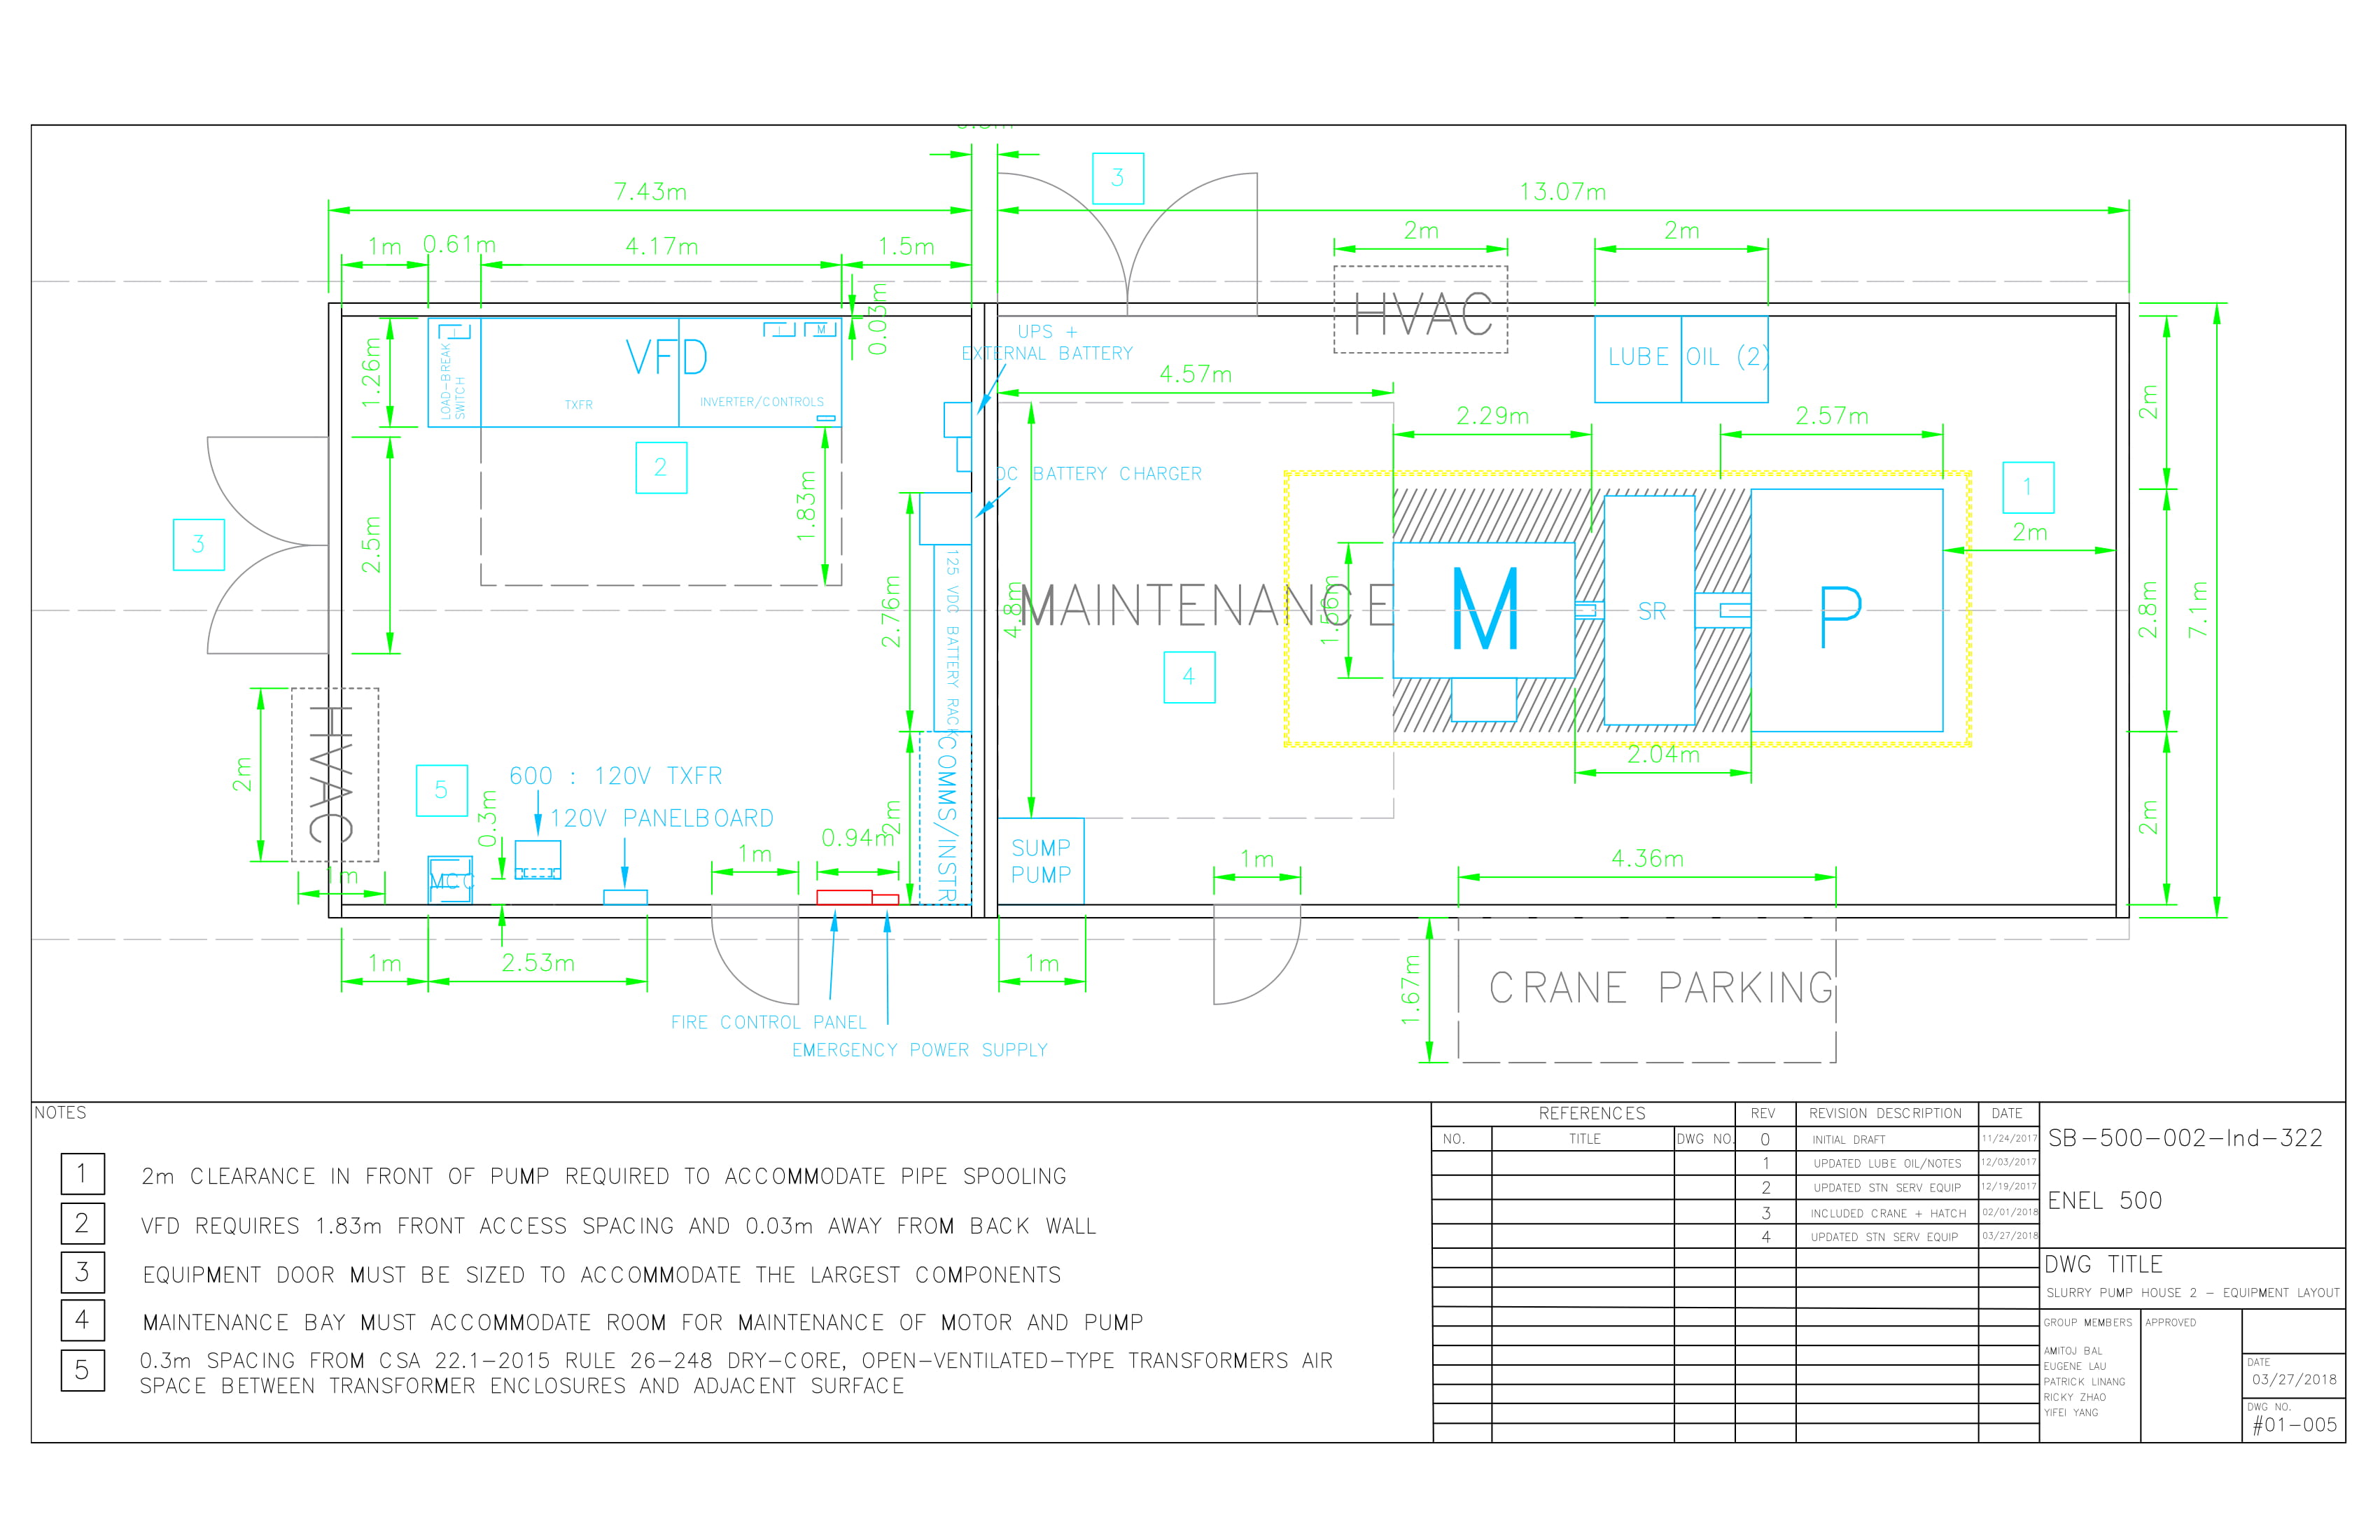 3
7.43m
13.07m
1m
0.61m
4.17m
1.5m
2m
2m
0.03m
HVAC
UPS +
EXTERNAL BATTERY
LOAD-BREAK
SWITCH
VFD
M
TXFR
INVERTER/CONTROLS
LUBE OIL (2)
1.26m
4.57m
2m
2.29m
2.57m
2
DC BATTERY CHARGER
1
3
2.5m
1.83m
2m
125 VDC BATTERY RACK
2.76m
4.8m
MAINTENANCE
1.56m
M
SR
P
2.8m
7.1m
4
HVAC
2m
5
600 : 120V TXFR
2.04m
0.3m
120V PANELBOARD
0.94m
2m
COMMS/INSTR
2m
1m
MCC
1m
SUMP
PUMP
1m
4.36m
1m
2.53m
1m
1.67m
CRANE PARKING
FIRE CONTROL PANEL
EMERGENCY POWER SUPPLY
NOTES
1 2m CLEARANCE IN FRONT OF PUMP REQUIRED TO ACCOMMODATE PIPE SPOOLING
2 VFD REQUIRES 1.83m FRONT ACCESS SPACING AND 0.03m AWAY FROM BACK WALL
3 EQUIPMENT DOOR MUST BE SIZED TO ACCOMMODATE THE LARGEST COMPONENTS
4 MAINTENANCE BAY MUST ACCOMMODATE ROOM FOR MAINTENANCE OF MOTOR AND PUMP
5 0.3m SPACING FROM CSA 22.1-2015 RULE 26-248 DRY-CORE, OPEN-VENTILATED-TYPE TRANSFORMERS AIR
SPACE BETWEEN TRANSFORMER ENCLOSURES AND ADJACENT SURFACE
REFERENCES
NO. TITLE DWG NO.
REV REVISION DESCRIPTION DATE
0 INITIAL DRAFT 11/24/2017
1 UPDATED LUBE OIL/NOTES 12/03/2017
2 UPDATED STN SERV EQUIP 12/19/2017
3 INCLUDED CRANE + HATCH 02/01/2018
4 UPDATED STN SERV EQUIP 03/27/2018
SB-500-002-Ind-322
ENEL 500
DWG TITLE
SLURRY PUMP HOUSE 2 - EQUIPMENT LAYOUT
GROUP MEMBERS
AMITOJ BAL
EUGENE LAU
PATRICK LINANG
RICKY ZHAO
YIFEI YANG
APPROVED
DATE
03/27/2018
DWG NO.
#01-005